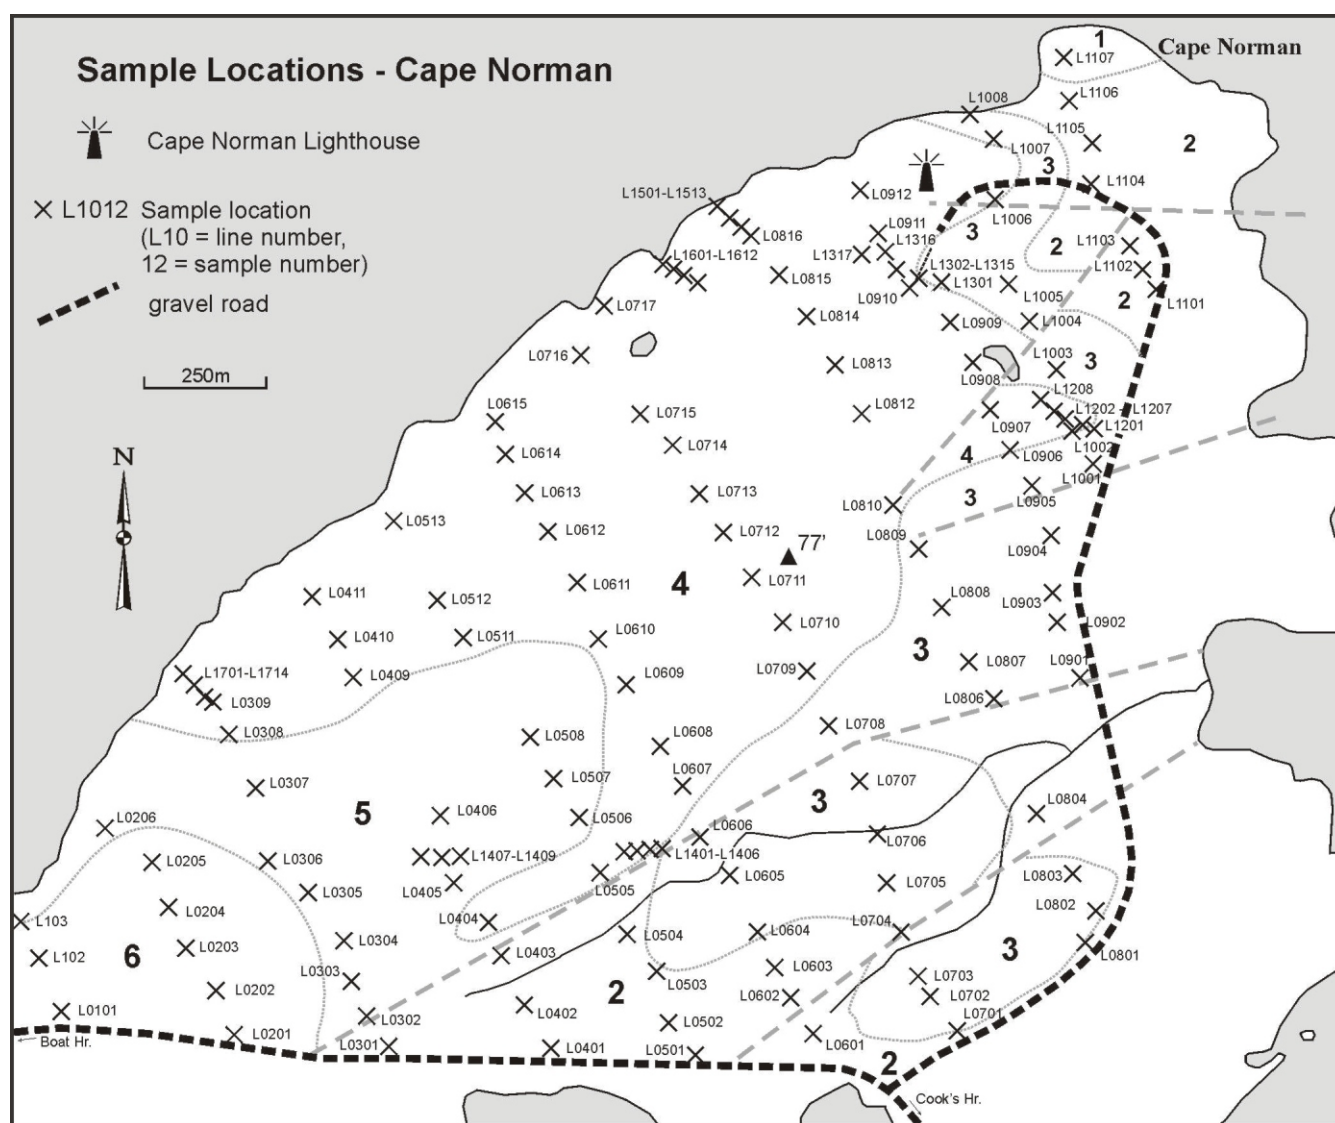 1
Cape Norman
Sample Locations - Cape Norman
L1107
L1106
L1008
Cape Norman Lighthouse
L1105
L1007
2
3
L1104
L1501-L1513
L0912
L1012 Sample location
(L10 = line number,
12 = sample number)
L1006
L0911
L0816
3
L1316
2
L1103
L1601-L1612
L1317
L1302-L1315
L1102
L0815
L1301
gravel road
L0910
L1005
2
L1101
L0717
L0814
L0909
L1004
L0716
L1003
3
L0813
L0908
250m
L1208
L0615
L0715
L0812
L0907
L1202 - L1207
L1201
L0714
L1002
N
L0614
L0906
4
L1001
L0613
L0713
3
L0905
L0810
L0513
L0612
L0712
L0809
77'
L0904
L0611
4
L0711
L0411
L0512
L0808
L0903
L0710
L0902
L0410
L0511
L0610
3
L0807
L0901
L1701-L1714
L0409
L0609
L0709
L0309
L0806
L0308
L0708
L0508
L0608
L0307
L0507
L0607
L0707
3
5
L0406
L0506
L0804
L0206
L0606
L0706
L0205
L0306
L1407-L1409
L1401-L1406
L0405
L0505
L0605
L0705
L0803
L0305
L0802
L0204
L103
L0404
L0704
L0304
L0504
L0604
L0203
6
L102
L0403
3
L0801
L0303
L0603
L0503
L0703
L0202
2
L0602
L0702
L0101
L0402
L0302
L0502
L0701
L0201
L0301
L0401
L0501
L0601
Boat Hr.
2
Cook's Hr.